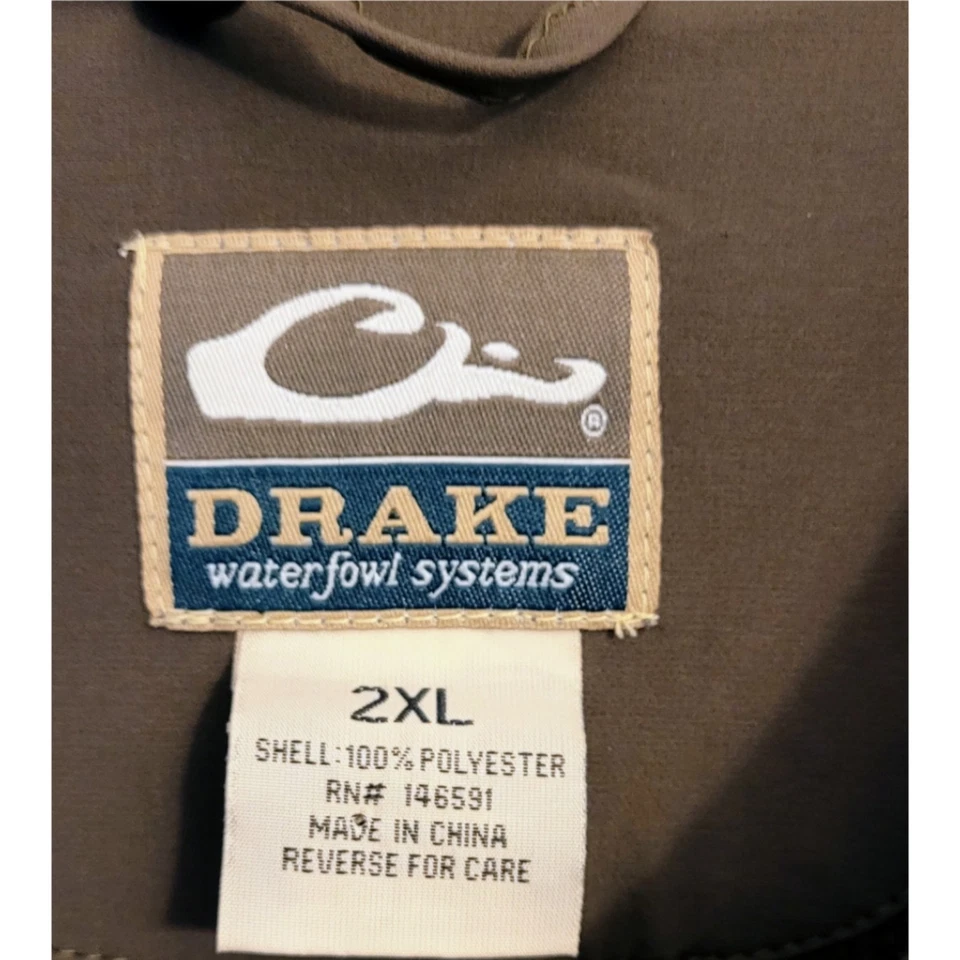 ®
DRAKE
waterfowl systems
2XL
SHELL:100% POLYESTER
RN# 146591
MADE IN CHINA
REVERSE FOR CARE